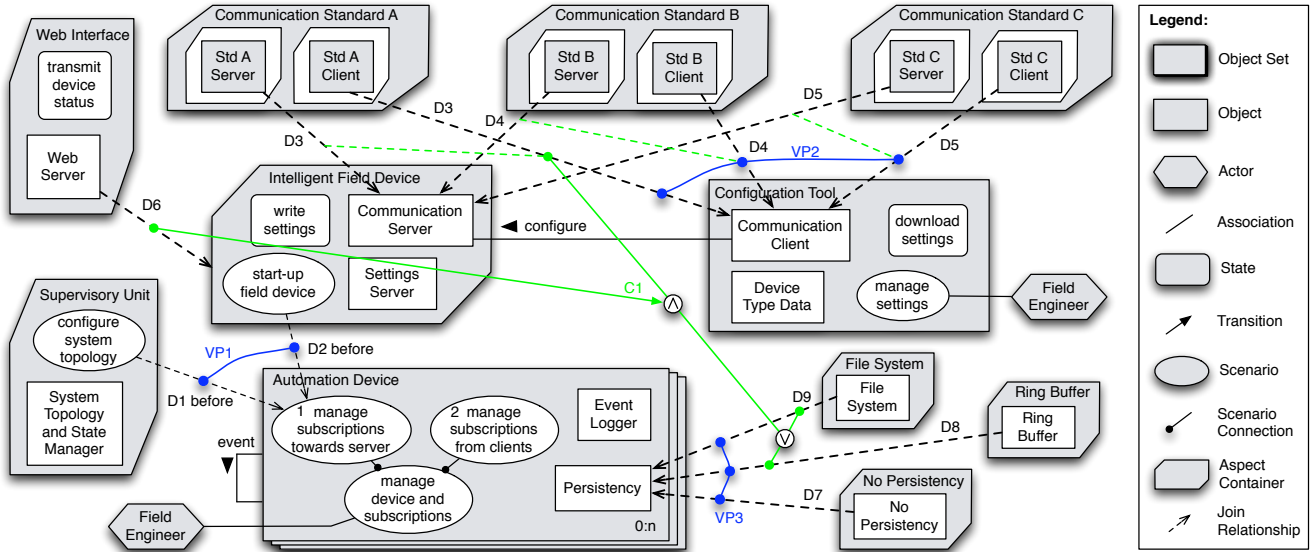 Communication Standard A
Std A
Server
Std A
Client
Communication Standard B
Std B
Server
Std B
Client
Communication Standard C
Std C
Server
Std C
Client
Web Interface
transmit
device
status
Web
Server
D3
D3
D4
D4
D5
D5
VP2
D6
Intelligent Field Device
write
settings
Communication
Server
start-up
field device
Settings
Server
configure
Configuration Tool
Communication
Client
download
settings
Device
Type Data
manage
settings
Field
Engineer
C1
Λ
V
Supervisory Unit
configure
system
topology
System
Topology
and State
Manager
VP1
D2 before
D1 before
Automation Device
1 manage
subscriptions
towards server
2 manage
subscriptions
from clients
manage
device and
subscriptions
Event
Logger
Persistency
0:n
event
Field
Engineer
File System
File
System
D9
Ring Buffer
Ring
Buffer
D8
No Persistency
No
Persistency
D7
VP3
Legend:
Object Set
Object
Actor
Association
State
Transition
Scenario
Scenario
Connection
Aspect
Container
Join
Relationship